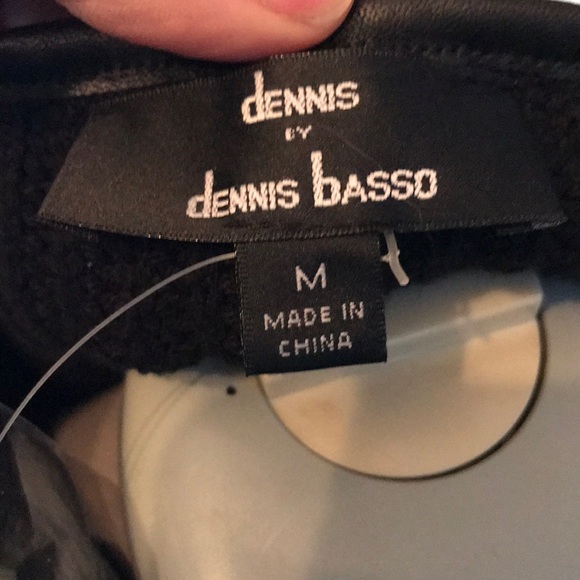 dENNIS
BY
dENNIS bASSO
M
MADE IN
CHINA